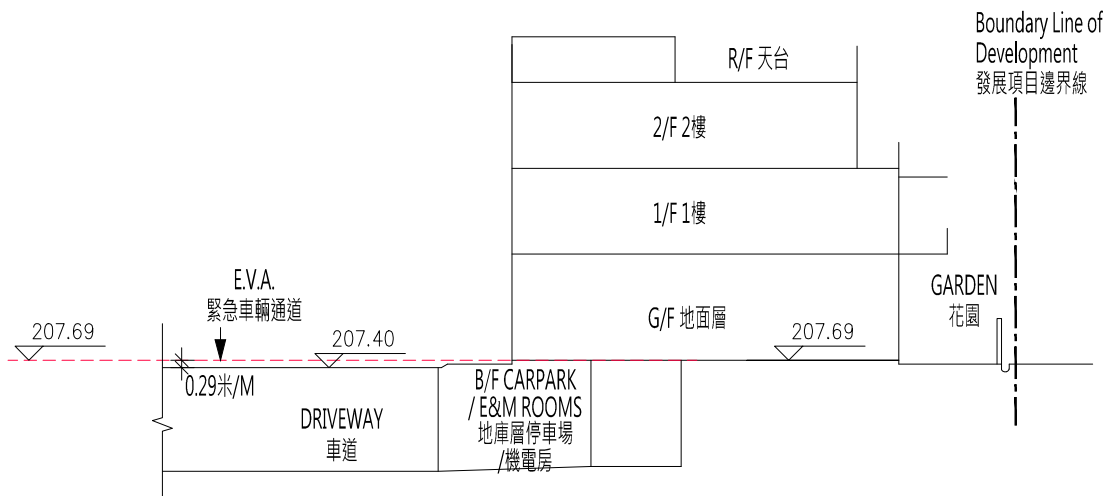 Boundary Line of
Development
發展項目邊界線
R/F 天台
2/F 2樓
1/F 1樓
E.V.A.
緊急車輛通道
GARDEN
花園
G/F 地面層
207.69
207.40
207.69
0.29米/M
B/F CARPARK
/ E&M ROOMS
地庫層停車場
/機電房
DRIVEWAY
車道